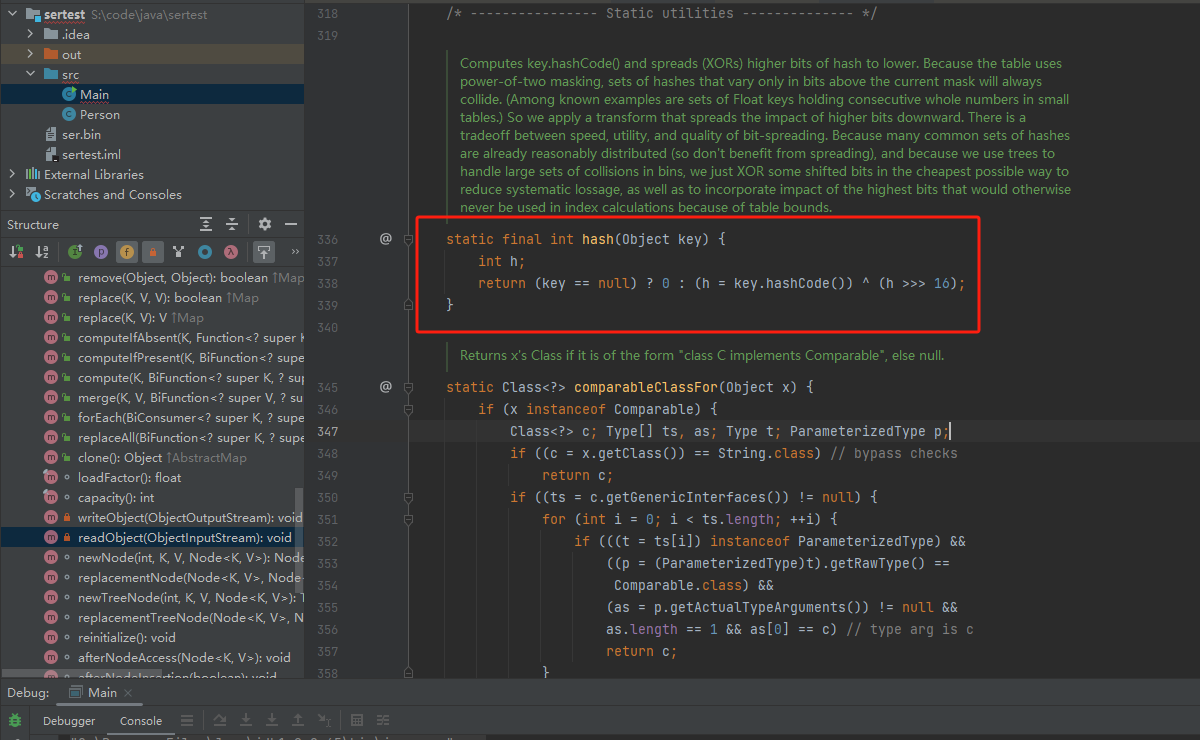 sertest S:\code\java\sertest
.idea
out
src
Main
Person
ser.bin
sertest.iml
External Libraries
Scratches and Consoles
Structure
remove(Object, Object): boolean ↑Map
replace(K, V, V): boolean ↑Map
replace(K, V): V ↑Map
computeIfAbsent(K, Function<? super K
computeIfPresent(K, BiFunction<? supe
compute(K, BiFunction<? super K, ? sup
merge(K, V, BiFunction<? super V, ? su
forEach(BiConsumer<? super K, ? super
replaceAll(BiFunction<? super K, ? supe
clone(): Object ↑AbstractMap
loadFactor(): float
capacity(): int
writeObject(ObjectOutputStream): void
readObject(ObjectInputStream): void
newNode(int, K, V, Node<K, V>): Node
replacementNode(Node<K, V>, Node
newTreeNode(int, K, V, Node<K, V>): T
replacementTreeNode(Node<K, V>, N
reinitialize(): void
afterNodeAccess(Node<K, V>): void
afterNodeInsertion(boolean): void
318 /* ---------------- Static utilities -------------- */
319
Computes key.hashCode() and spreads (XORs) higher bits of hash to lower. Because the table uses
power-of-two masking, sets of hashes that vary only in bits above the current mask will always
collide. (Among known examples are sets of Float keys holding consecutive whole numbers in small
tables.) So we apply a transform that spreads the impact of higher bits downward. There is a
tradeoff between speed, utility, and quality of bit-spreading. Because many common sets of hashes
are already reasonably distributed (so don't benefit from spreading), and because we use trees to
handle large sets of collisions in bins, we just XOR some shifted bits in the cheapest possible way to
reduce systematic lossage, as well as to incorporate impact of the highest bits that would otherwise
never be used in index calculations because of table bounds.
336 @ static final int hash(Object key) {
337 int h;
338 return (key == null) ? 0 : (h = key.hashCode()) ^ (h >>> 16);
339 }
340
Returns x's Class if it is of the form "class C implements Comparable", else null.
345 @ static Class<?> comparableClassFor(Object x) {
346 if (x instanceof Comparable) {
347 Class<?> c; Type[] ts, as; Type t; ParameterizedType p;
348 if ((c = x.getClass()) == String.class) // bypass checks
349 return c;
350 if ((ts = c.getGenericInterfaces()) != null) {
351 for (int i = 0; i < ts.length; ++i) {
352 if (((t = ts[i]) instanceof ParameterizedType) &&
353 ((p = (ParameterizedType)t).getRawType() ==
354 Comparable.class) &&
355 (as = p.getActualTypeArguments()) != null &&
356 as.length == 1 && as[0] == c) // type arg is c
357 return c;
358 }
Debug: Main
Debugger Console